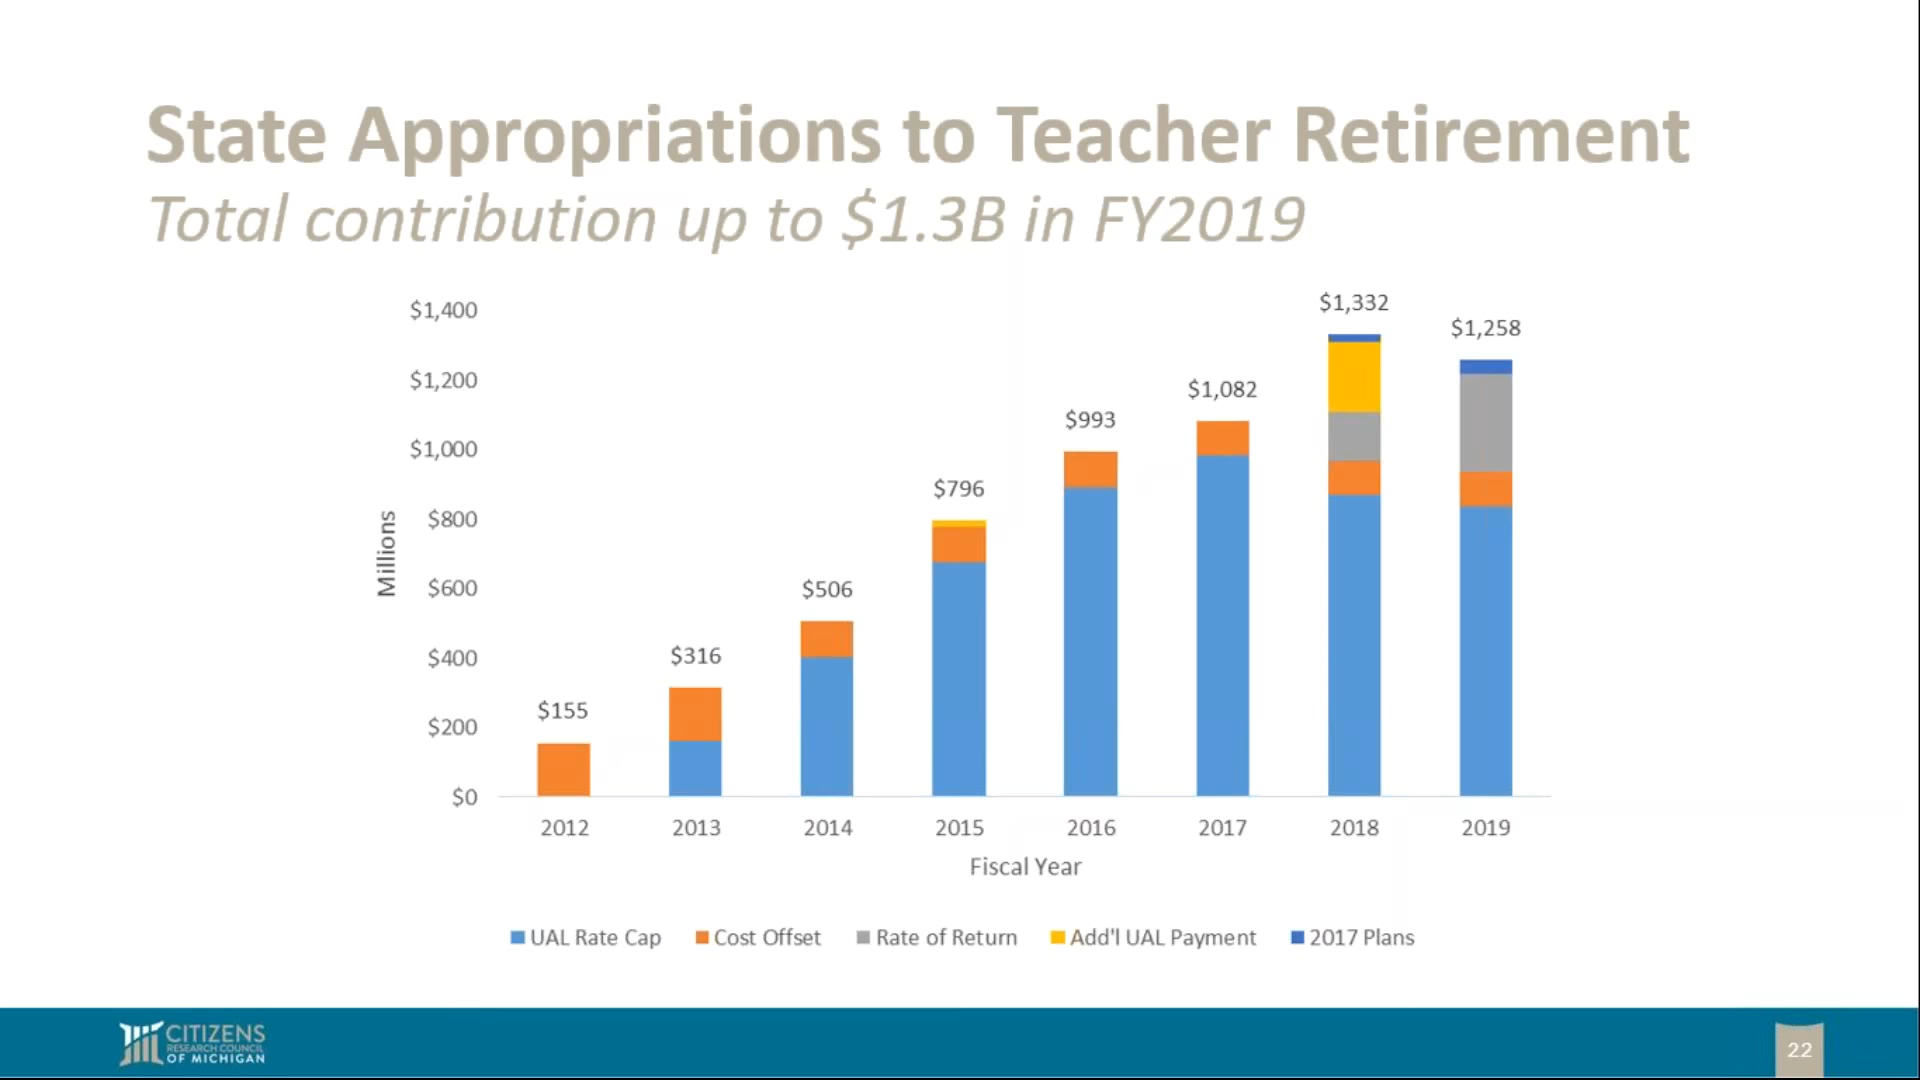 State Appropriations to Teacher Retirement
Total contribution up to $1.3B in FY2019
$1,400
$1,200
$1,000
$800
$600
$400
$200
$0
Millions
$155
$316
$506
$796
$993
$1,082
$1,332
$1,258
2012 2013 2014 2015 2016 2017 2018 2019
Fiscal Year
UAL Rate Cap Cost Offset Rate of Return Add'l UAL Payment 2017 Plans
CITIZENS
RESEARCH COUNCIL
OF MICHIGAN
22